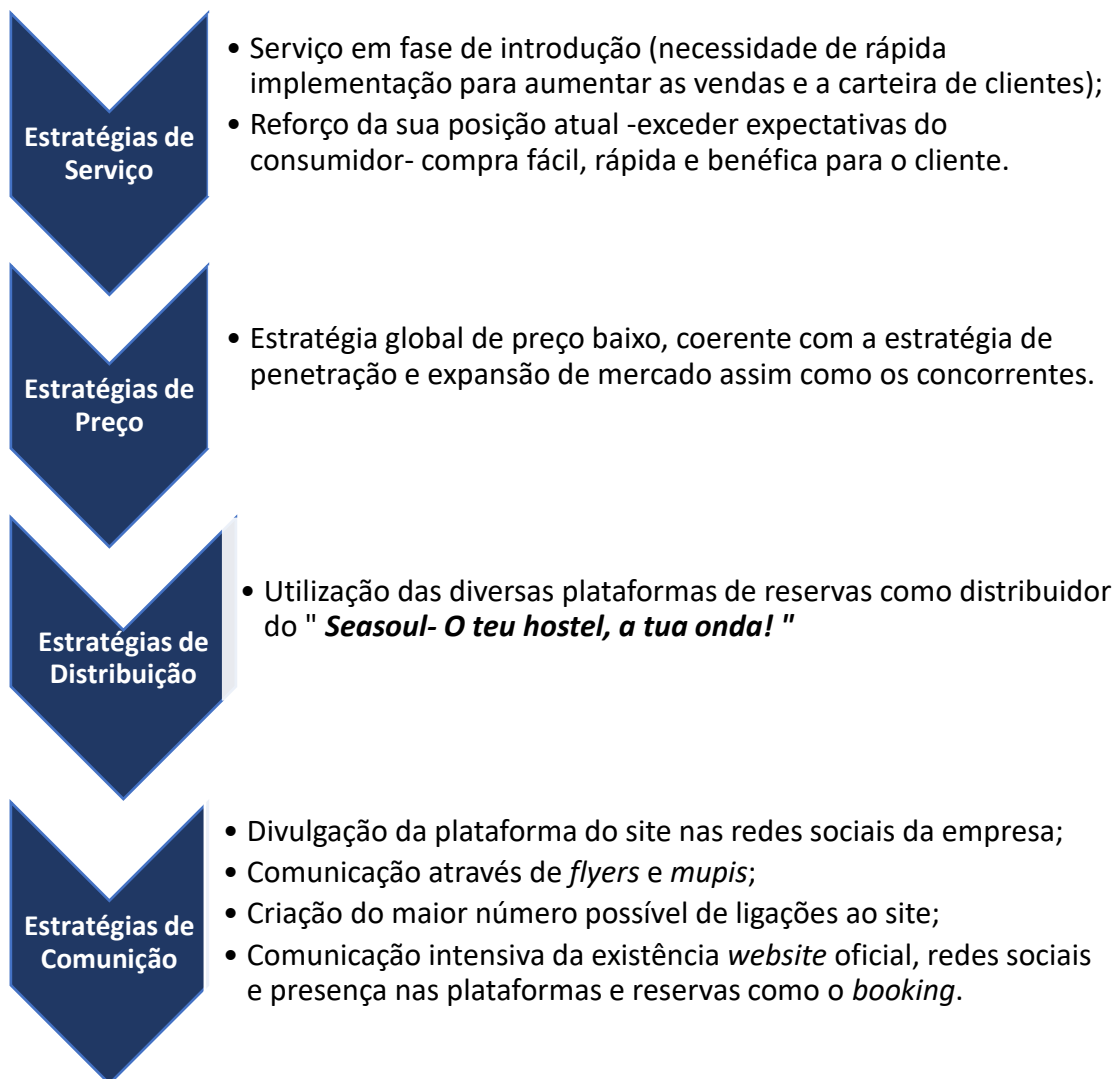 Estratégias de
Serviço
• Serviço em fase de introdução (necessidade de rápida
implementação para aumentar as vendas e a carteira de clientes);
• Reforço da sua posição atual -exceder expectativas do
consumidor- compra fácil, rápida e benéfica para o cliente.
Estratégias de
Preço
• Estratégia global de preço baixo, coerente com a estratégia de
penetração e expansão de mercado assim como os concorrentes.
Estratégias de
Distribuição
• Utilização das diversas plataformas de reservas como distribuidor
do " Seasoul- O teu hostel, a tua onda! "
Estratégias de
Comunição
• Divulgação da plataforma do site nas redes sociais da empresa;
• Comunicação através de flyers e mupis;
• Criação do maior número possível de ligações ao site;
• Comunicação intensiva da existência website oficial, redes sociais
e presença nas plataformas e reservas como o booking.